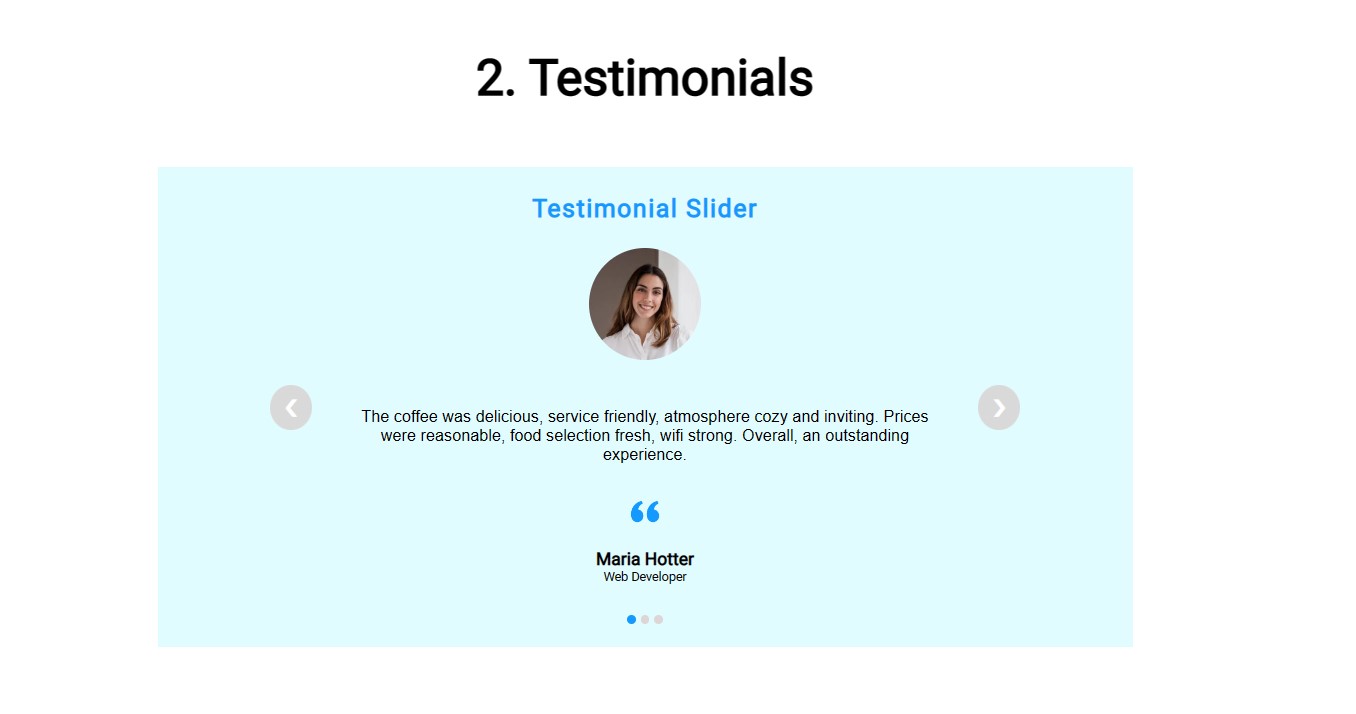 2. Testimonials
Testimonial Slider
The coffee was delicious, service friendly, atmosphere cozy and inviting. Prices
were reasonable, food selection fresh, wifi strong. Overall, an outstanding
experience.
“
Maria Hotter
Web Developer